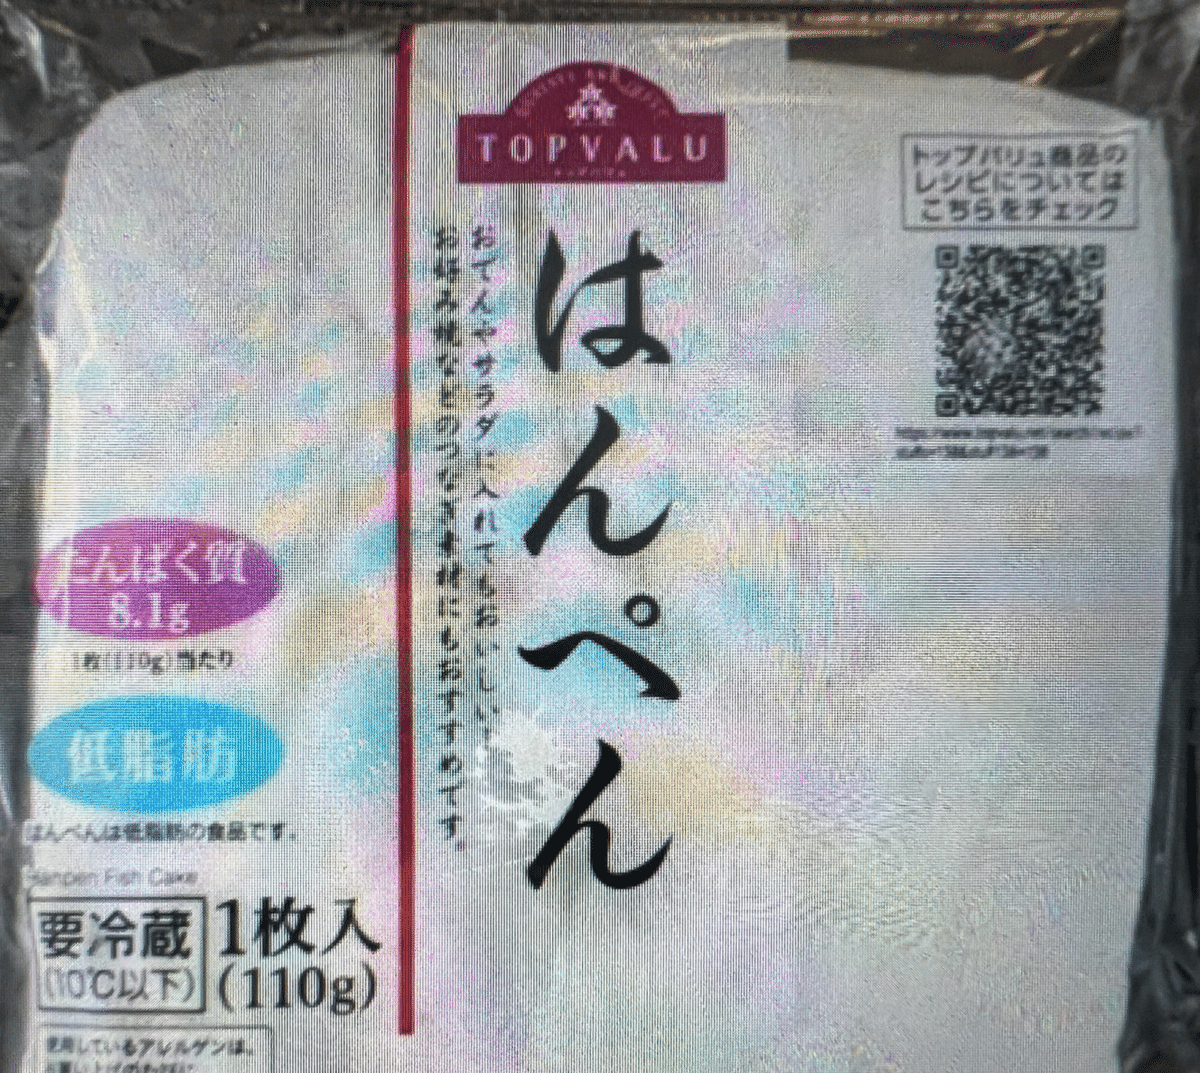 TOPVALU
トップバリュ商品の
レシピについては
こちらをチェック
はんぺん
おでんやサラダに入れてもおいしい。
お好み焼などのつなぎ食材にもおすすめです。
たんぱく質
8.1g
1枚(110g)当たり
低脂肪
はんぺんは低脂肪の食品です。
Hanpen Fish Cake
要冷蔵
(10℃以下)
1枚入
(110g)
使用しているアレルゲンは、